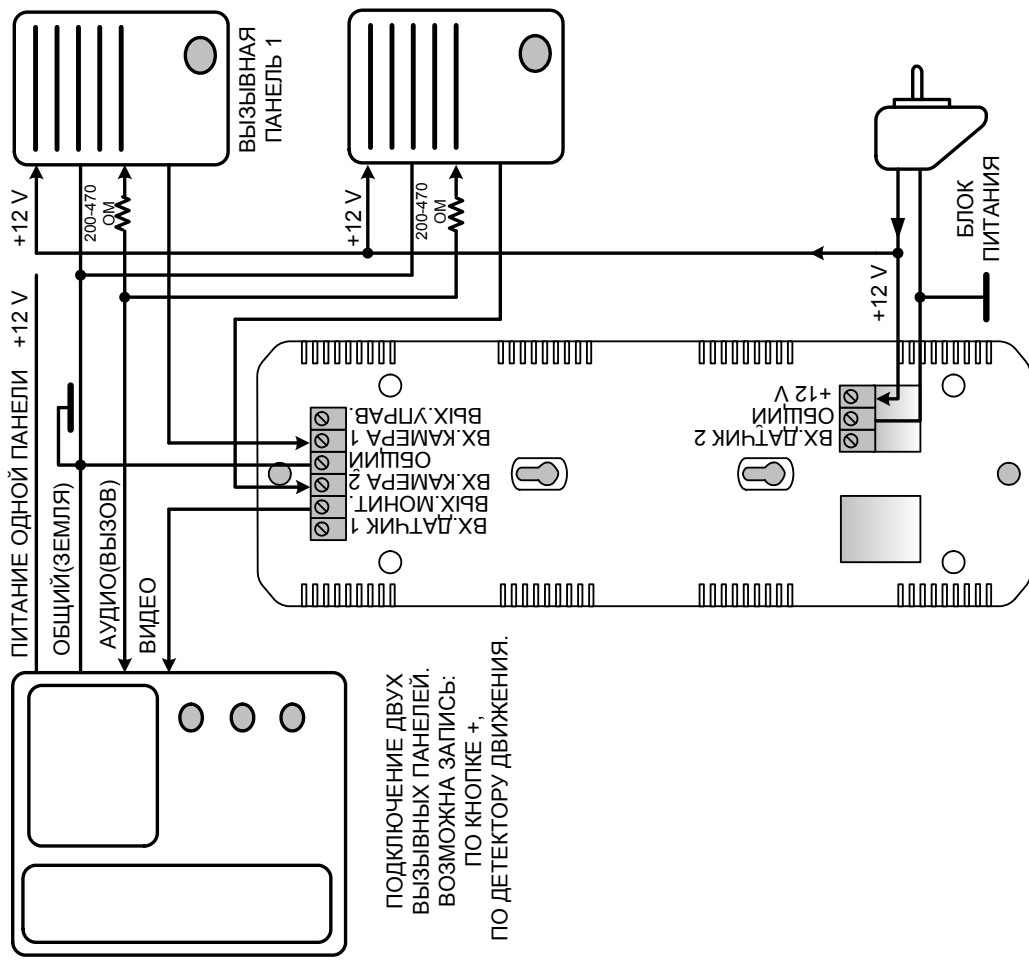 ПИТАНИЕ ОДНОЙ ПАНЕЛИ +12 V
ОБЩИЙ(ЗЕМЛЯ)
АУДИО(ВЫЗОВ)
ВИДЕО
+12 V
200-470
ОМ
ВЫЗЫВНАЯ
ПАНЕЛЬ 1
+12 V
200-470
ОМ
ВЫХ.УПРАВ.
ВХ.КАМЕРА 1
ОБЩИЙ
ВХ.КАМЕРА 2
ВЫХ.МОНИТ.
ВХ.ДАТЧИК 1
+12 V
ОБЩИЙ
ВХ.ДАТЧИК 2
+12 V
БЛОК
ПИТАНИЯ
ПОДКЛЮЧЕНИЕ ДВУХ
ВЫЗЫВНЫХ ПАНЕЛЕЙ.
ВОЗМОЖНА ЗАПИСЬ:
ПО КНОПКЕ +,
ПО ДЕТЕКТОРУ ДВИЖЕНИЯ.